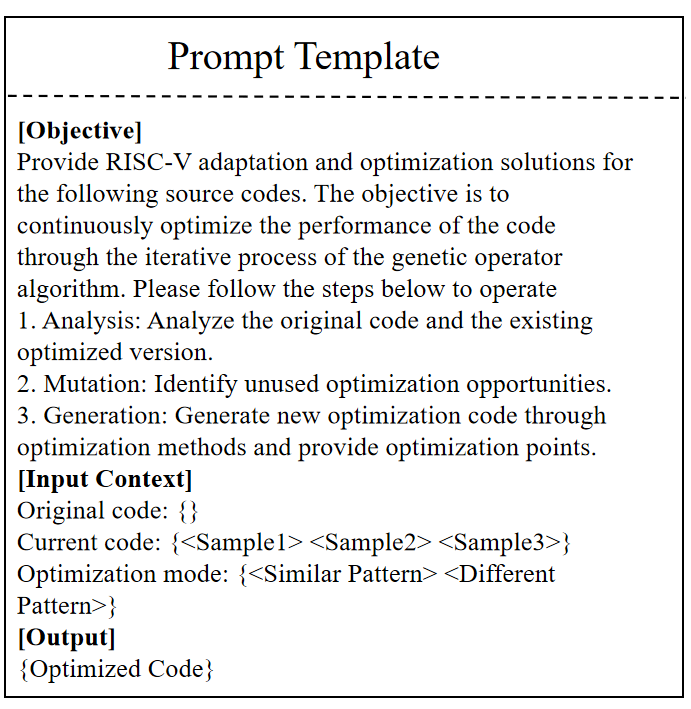 Prompt Template
[Objective]
Provide RISC-V adaptation and optimization solutions for
the following source codes. The objective is to
continuously optimize the performance of the code
through the iterative process of the genetic operator
algorithm. Please follow the steps below to operate
1. Analysis: Analyze the original code and the existing
optimized version.
2. Mutation: Identify unused optimization opportunities.
3. Generation: Generate new optimization code through
optimization methods and provide optimization points.
[Input Context]
Original code: {}
Current code: {<Sample1> <Sample2> <Sample3>}
Optimization mode: {<Similar Pattern> <Different
Pattern>}
[Output]
{Optimized Code}